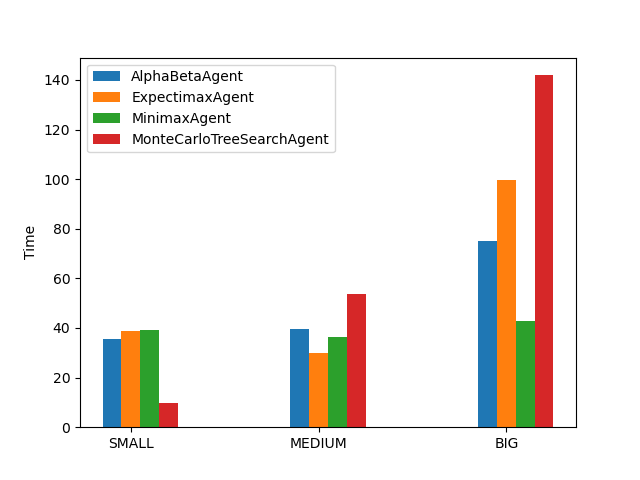 AlphaBetaAgent
ExpectimaxAgent
MinimaxAgent
MonteCarloTreeSearchAgent
Time
140
120
100
80
60
40
20
0
SMALL MEDIUM BIG